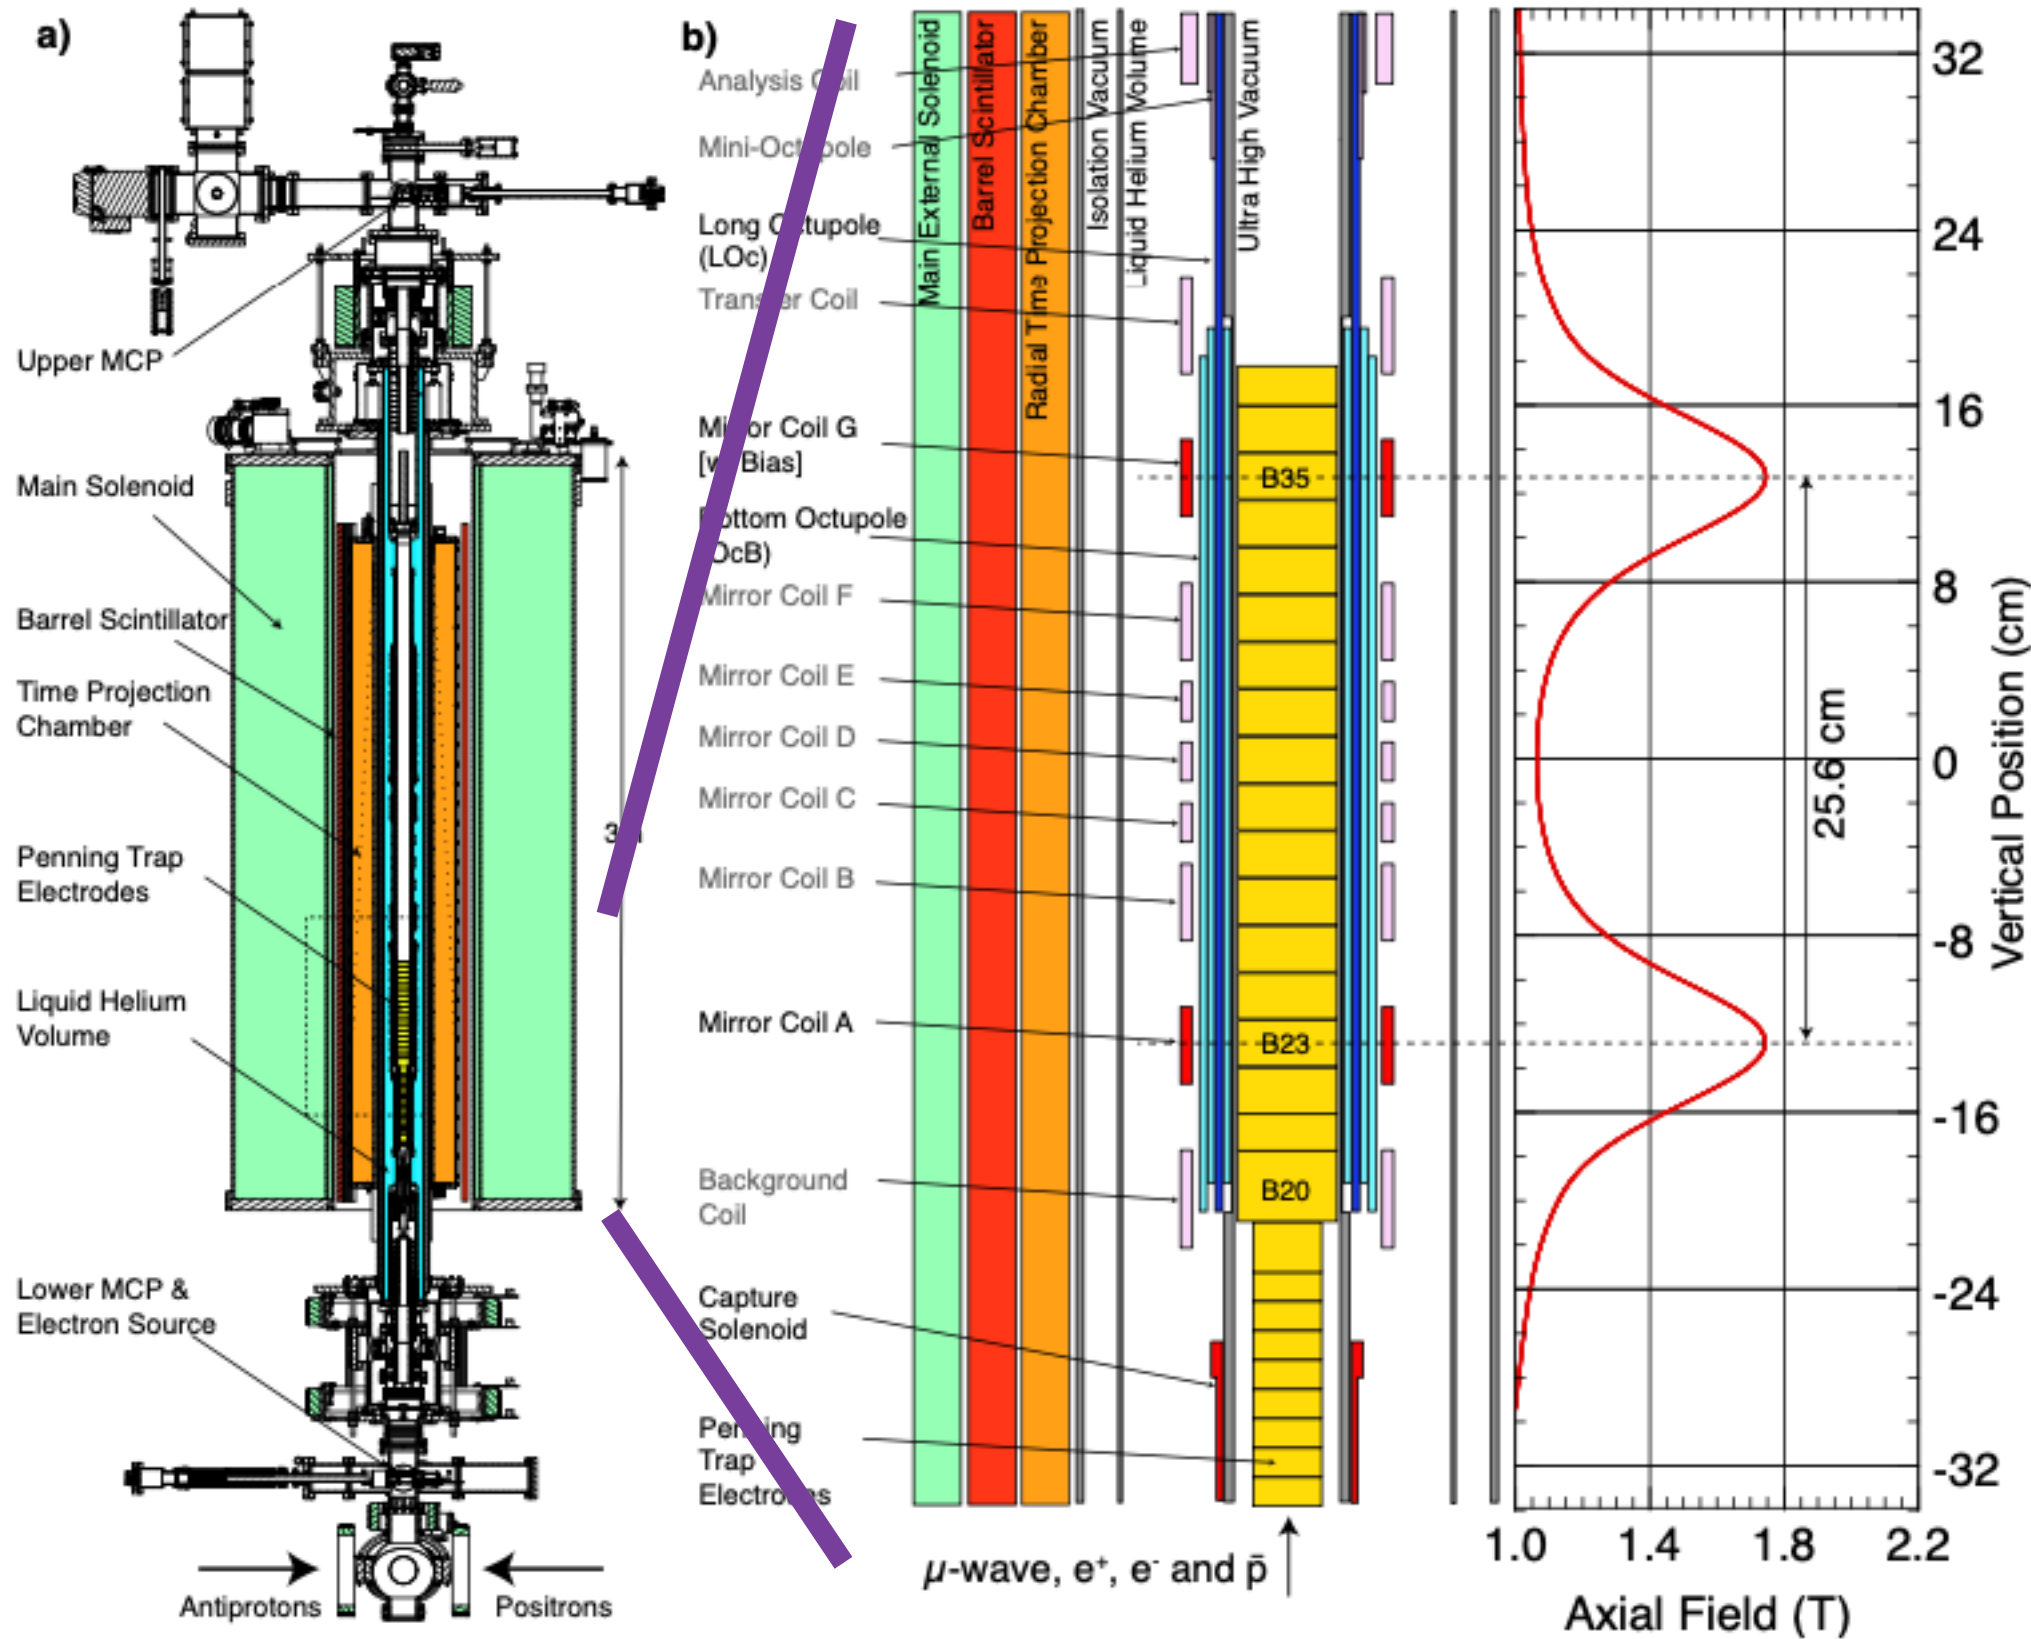 a)
Upper MCP
Main Solenoid
Barrel Scintillator
Time Projection
Chamber
Penning Trap
Electrodes
Liquid Helium
Volume
Lower MCP &
Electron Source
Antiprotons
Positrons
b)
Analysis Coil
Mini-Octupole
Long Octupole
(LOc)
Transfer Coil
Mirror Coil G
[w/ Bias]
Bottom Octupole
(OcB)
Mirror Coil F
Mirror Coil E
Mirror Coil D
Mirror Coil C
Mirror Coil B
Mirror Coil A
Background
Coil
Capture
Solenoid
Penning
Trap
Electrodes
Main External Solenoid
Barrel Scintillator
Radial Time Projection Chamber
Isolation Vacuum
Liquid Helium Volume
Ultra High Vacuum
B35
B23
B20
µ-wave, e⁺, e⁻ and p̄
25.6 cm
32
24
16
8
0
-8
-16
-24
-32
Vertical Position (cm)
1.0 1.4 1.8 2.2
Axial Field (T)